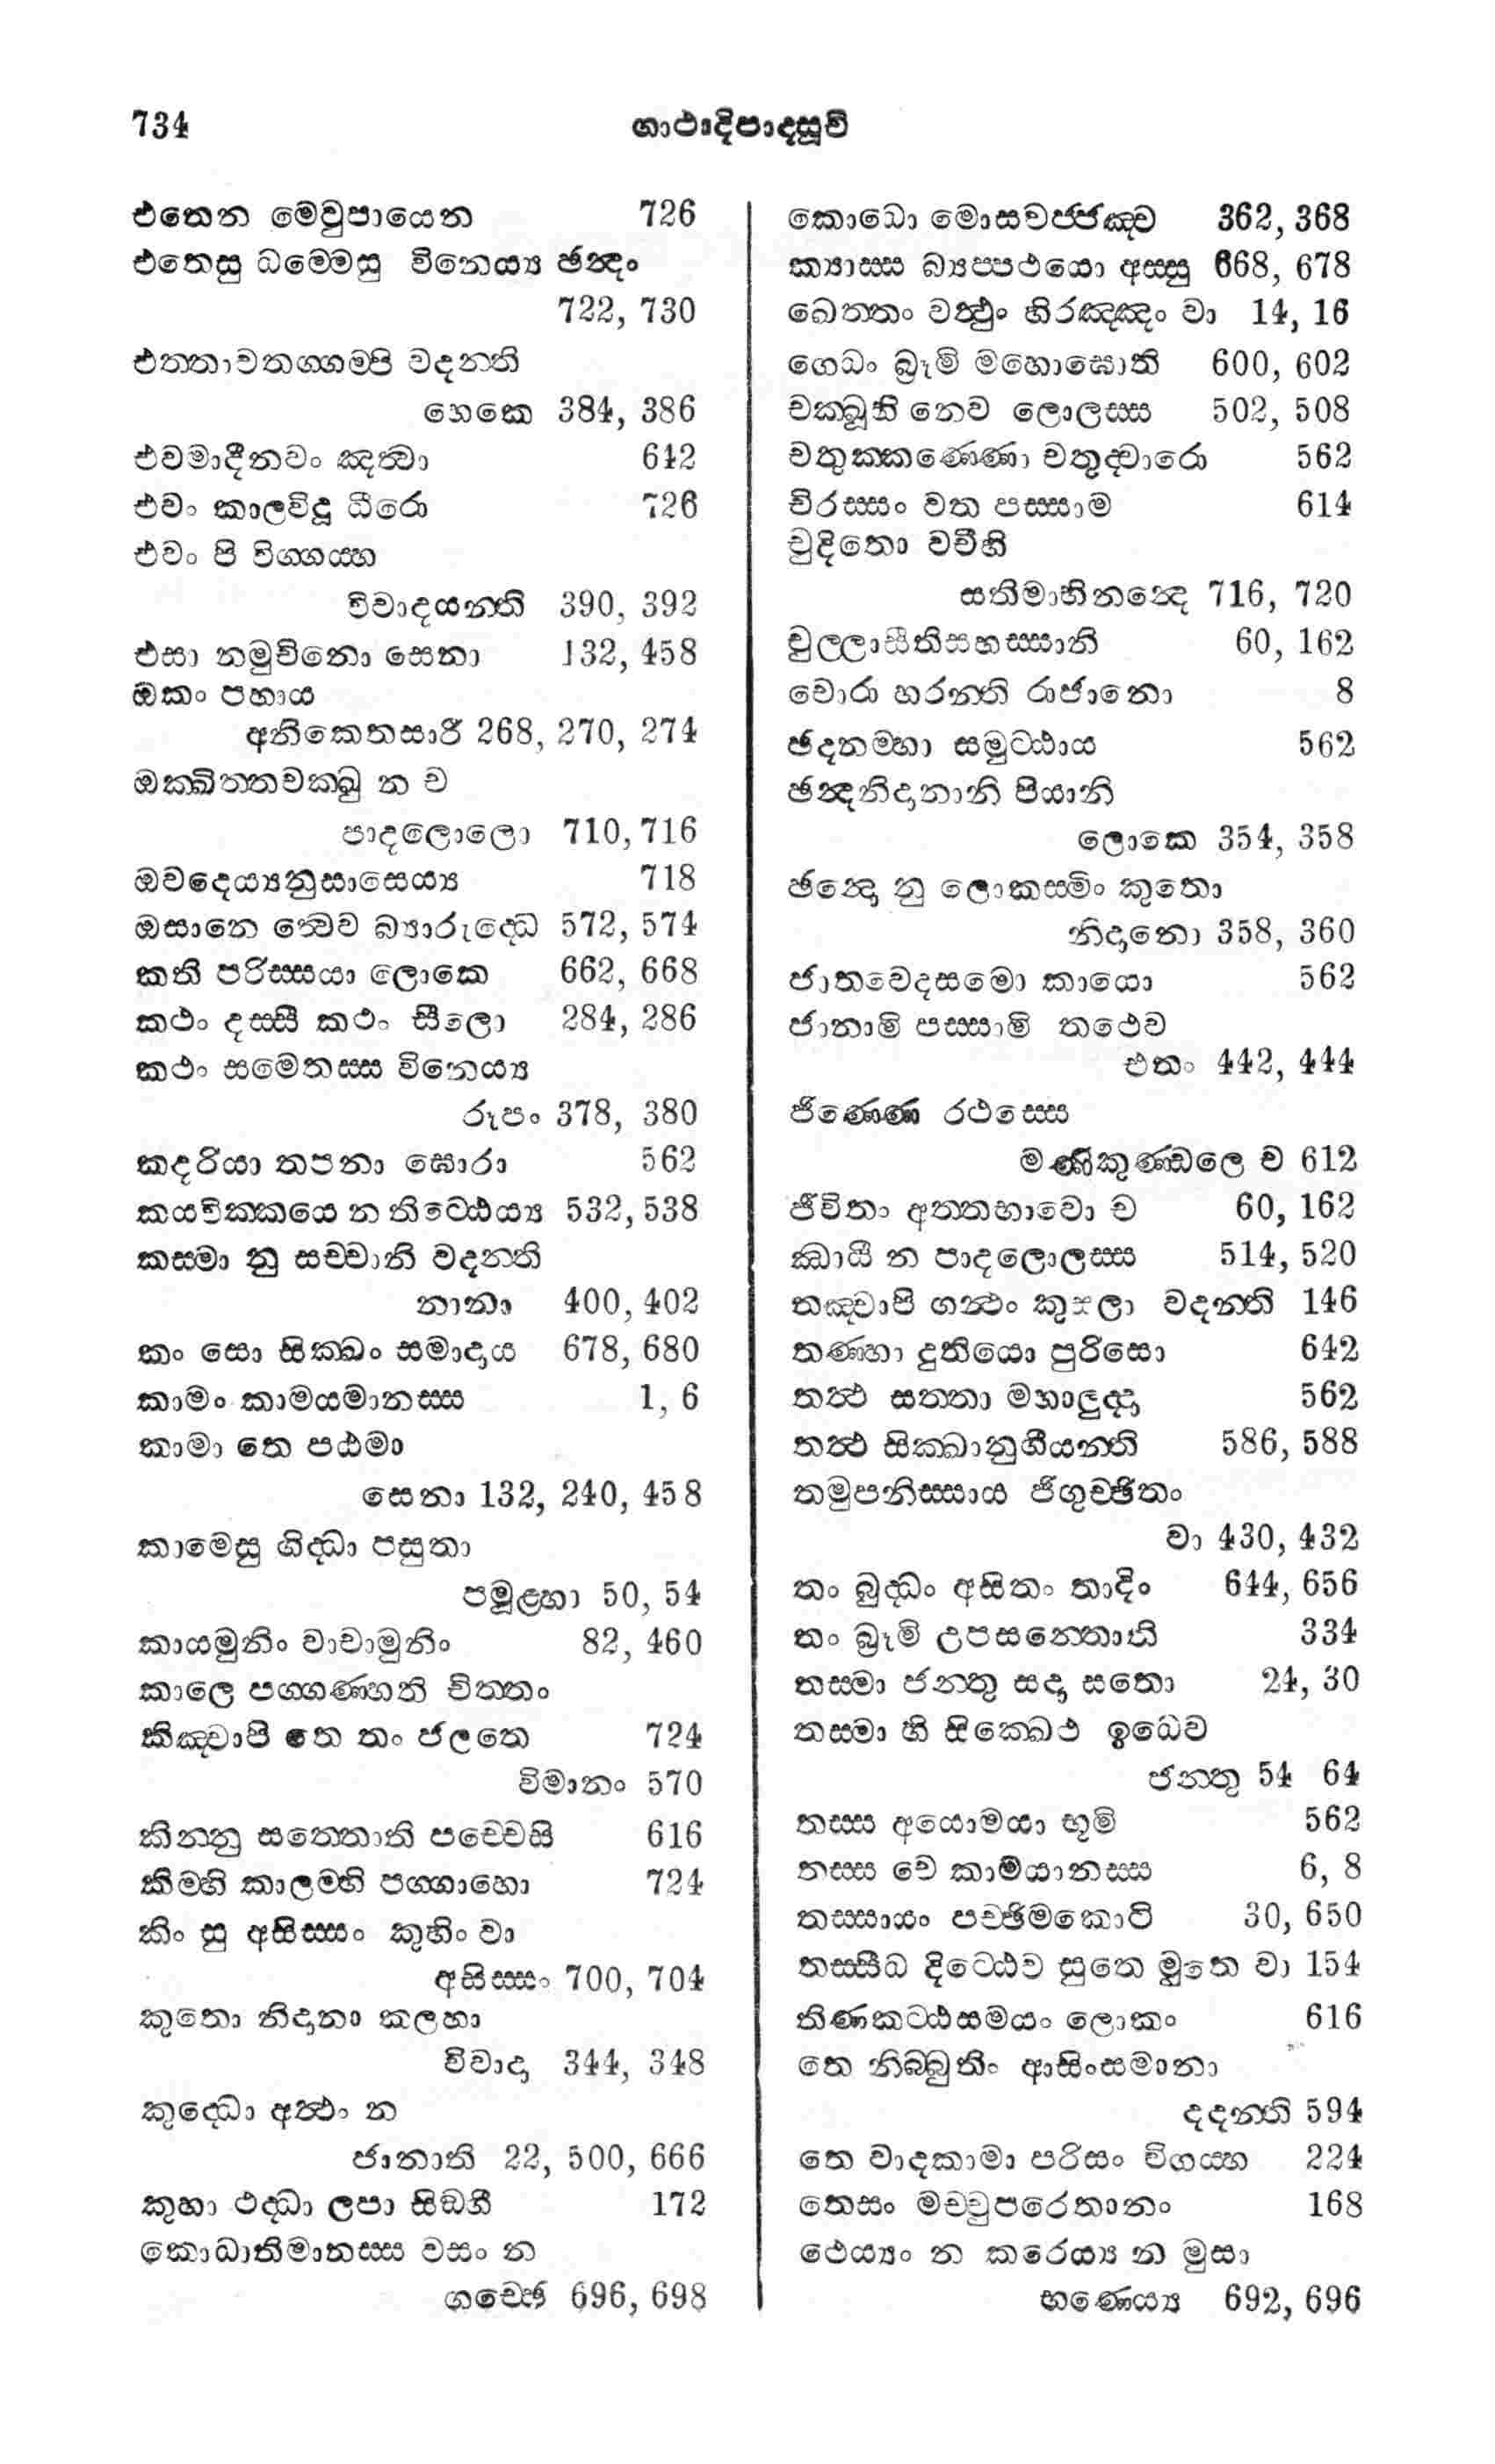 734
ගාථාදිපාදසූචි
එතෙන මෙවුපායෙන 726
එතෙසු ධම්මෙසු විනෙය්‍ය ඡන්දං
722, 730
එත්තාවතග්ගම්පි වදන්ති
හෙකෙ 384, 386
එවමාදීනවං ඤත්වා 642
එවං කාලවිදූ ධීරො 726
එවං පි විග්ගය්හ
විවාදයන්ති 390, 392
එසා නමුචිනො සෙනා 132, 458
ඔකං පහාය
අනිකෙතසාරී 268, 270, 274
ඔක්ඛිත්තචක්ඛු න ච
පාදලොලො 710, 716
ඔවදෙය්‍යනුසාසෙය්‍ය 718
ඔසානෙ ත්වෙව බ්‍යාරුද්ධෙ 572, 574
කති පරිස්සයා ලොකෙ 662, 668
කථං දස්සී කථං සීලො 284, 286
කථං සමෙතස්ස විභොති
රූපං 378, 380
කදරියා තපනා ඝොරා 562
කයවික්කයෙ න තිට්ඨෙය්‍ය 532, 538
කස්මා නු සච්චානි වදන්ති
නානා 400, 402
කං සො සික්ඛං සමාදාය 678, 680
කාමං කාමයමානස්ස 1, 6
කාමා තෙ පඨමා
සෙනා 132, 240, 458
කාමෙසු ගිද්ධා පසුතා
පමූළ්හා 50, 54
කායමුනිං වාචාමුනිං 82, 460
කාලෙ පග්ගණ්හති චිත්තං
කිඤ්චාපි තෙ තං ජලතෙ 724
විමානං 570
කින්නු සන්තොති පච්චෙසි 616
කිම්හි කාලම්හි පග්ගාහො 724
කිං සු අසිස්සං කුහිං වා
අසිස්සං 700, 704
කුතො නිදානා කලහා
විවාදා 344, 348
කුද්ධො අත්ථං න
ජානාති 22, 500, 666
කුහා ථද්ධා ලපා සිඞ්ගී 172
කොධාතිමානස්ස වසං න
ගච්ඡෙ 696, 698
කොධො මොසවජ්ජඤ්ච 362, 368
ක්‍යාස්ස බ්‍යප්පථයො අස්සු 668, 678
ඛෙත්තං වත්ථුං හිරඤ්ඤං වා 14, 16
ගෙධං බ්‍රූමි මහොඝොති 600, 602
චක්ඛූහි නෙව ලොලස්ස 502, 508
චතුක්කණ්ණො චතුද්වාරො 562
චිරස්සං වත පස්සාම 614
චුදිතො වචීහි
සතිමාභිනන්දෙ 716, 720
චුල්ලාසීතිසහස්සානි 60, 162
චොරා හරන්ති රාජානො 8
ඡදනම්හා සමුට්ඨාය 562
ඡන්දානිදානානි පියානි
ලොකෙ 354, 358
ඡන්දො නු ලොකස්මිං කුතො
නිදානො 358, 360
ජාතවෙදසමො කායො 562
ජානාමි පස්සාමි තථෙව
එතං 442, 444
ජිණ්ණෙ රථස්ස
මණිකුණ්ඩලෙ ච 612
ජීවිතං අත්තභාවො ච 60, 162
ඣායී න පාදලොලස්ස 514, 520
තඤ්චාපි ගන්ථං කුසලා වදන්ති 146
තණ්හා දුතියො පුරිසො 642
තත්ථ සත්තා මහාලුද්දා 562
තත්ථ සික්ඛානුගීයන්ති 586, 588
තමුපනිස්සාය ජිගුච්ඡිතං
වා 430, 432
තං බුද්ධං අසිතං තාදිං 644, 656
තං බ්‍රූමි උපසන්තොති 334
තස්මා ජන්තු සදා සතො 24, 30
තස්මා හි සික්ඛෙථ ඉධෙව
ජන්තු 54 64
තස්ස අයොමයා භූමි 562
තස්ස චෙ කාමයානස්ස 6, 8
තස්සායං පච්ඡිමකොටි 30, 650
තස්සීධ දිට්ඨෙව සුතෙ මුතෙ වා 154
තිණකට්ඨසමයං ලොකං 616
තෙ නිබ්බුතිං ආසිංසමානා
දදන්ති 594
තෙ වාදකාමා පරිසං විගය්හ 224
තෙසං මච්චුපරෙතානං 168
ථෙය්‍යං න කරෙය්‍ය න මුසා
භණෙය්‍ය 692, 696